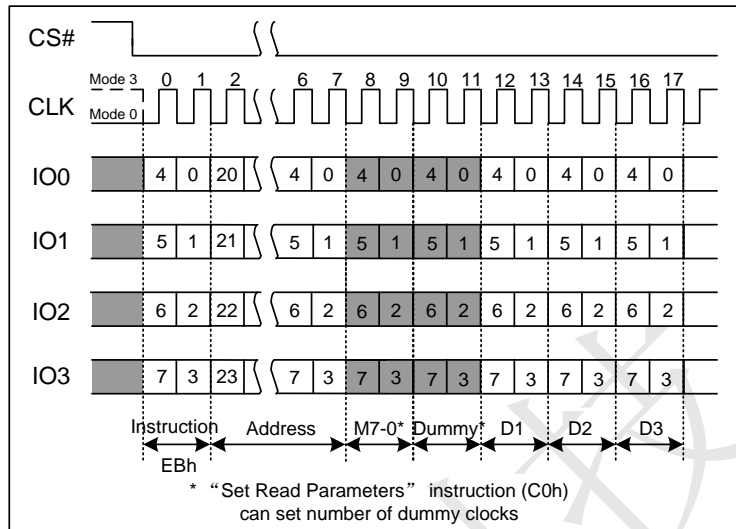 CS#
Mode 3 0 1 2 6 7 8 9 10 11 12 13 14 15 16 17
CLK Mode 0
IO0 4 0 20 4 0 4 0 4 0 4 0 4 0 4 0
IO1 5 1 21 5 1 5 1 5 1 5 1 5 1 5 1
IO2 6 2 22 6 2 6 2 6 2 6 2 6 2 6 2
IO3 7 3 23 7 3 7 3 7 3 7 3 7 3 7 3
Instruction Address M7-0* Dummy* D1 D2 D3
EBh
* “Set Read Parameters” instruction (C0h)
can set number of dummy clocks